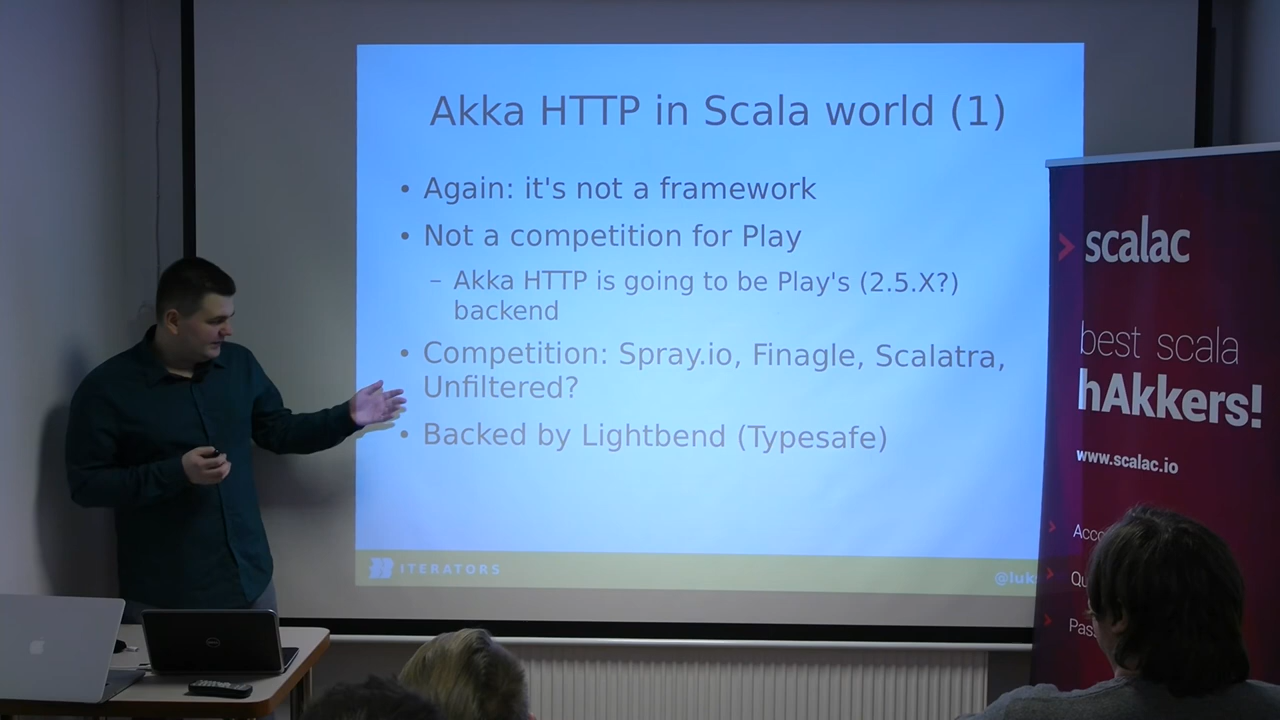 Akka HTTP in Scala world (1)
• Again: it's not a framework
• Not a competition for Play
– Akka HTTP is going to be Play's (2.5.X?)
backend
• Competition: Spray.io, Finagle, Scalatra,
Unfiltered?
• Backed by Lightbend (Typesafe)
ITERATORS
scalac
best scala
hAkkers!
www.scalac.io